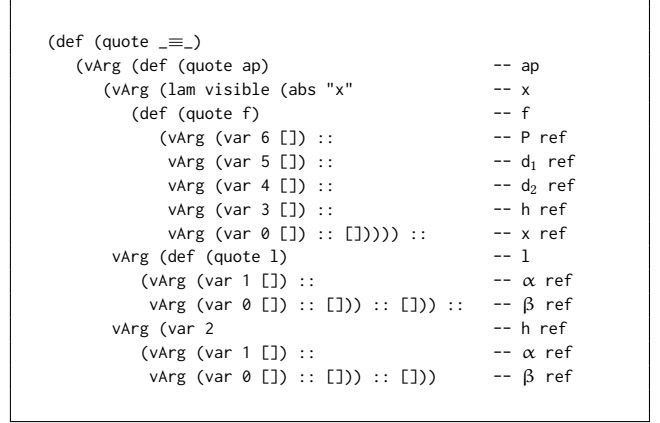 (def (quote _≡_)
(vArg (def (quote ap) -- ap
(vArg (lam visible (abs "x" -- x
(def (quote f) -- f
(vArg (var 6 []) :: -- P ref
vArg (var 5 []) :: -- d₁ ref
vArg (var 4 []) :: -- d₂ ref
vArg (var 3 []) :: -- h ref
vArg (var 0 []) :: []))))) :: -- x ref
vArg (def (quote l) -- l
(vArg (var 1 []) :: -- α ref
vArg (var 0 []) :: [])) :: [])) :: -- β ref
vArg (var 2 -- h ref
(vArg (var 1 []) :: -- α ref
vArg (var 0 []) :: [])) :: [])) -- β ref